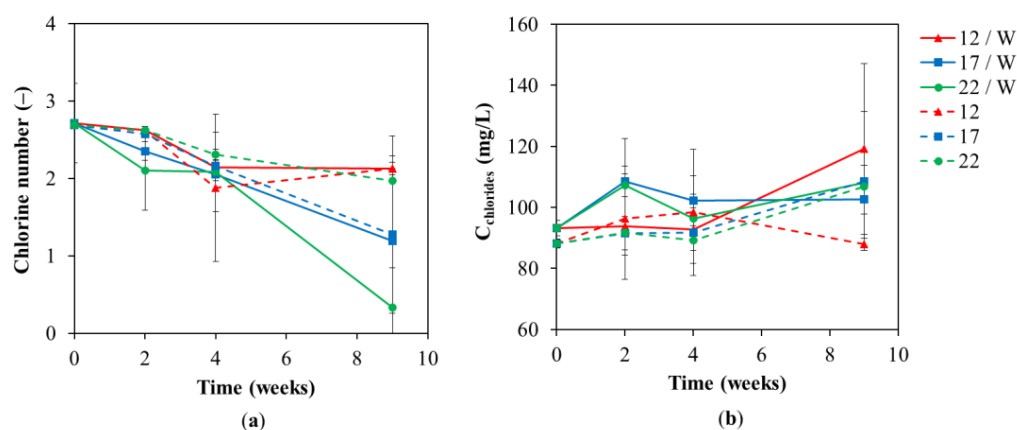 4
3
2
1
0
Chlorine number (–)
0 2 4 6 8 10
Time (weeks)
(a)
160
140
120
100
80
60
C_chlorides (mg/L)
0 2 4 6 8 10
Time (weeks)
(b)
12 / W
17 / W
22 / W
12
17
22